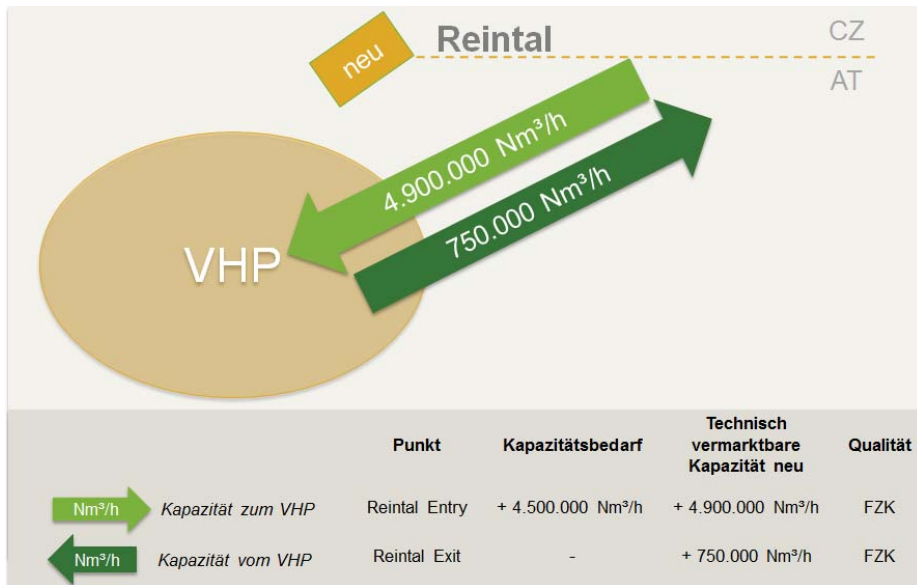 neu
Reintal
CZ
AT
4.900.000 Nm³/h
750.000 Nm³/h
VHP
Punkt Kapazitätsbedarf Technisch vermarktbare Kapazität neu Qualität
Nm³/h Kapazität zum VHP Reintal Entry + 4.500.000 Nm³/h + 4.900.000 Nm³/h FZK
Nm³/h Kapazität vom VHP Reintal Exit - + 750.000 Nm³/h FZK